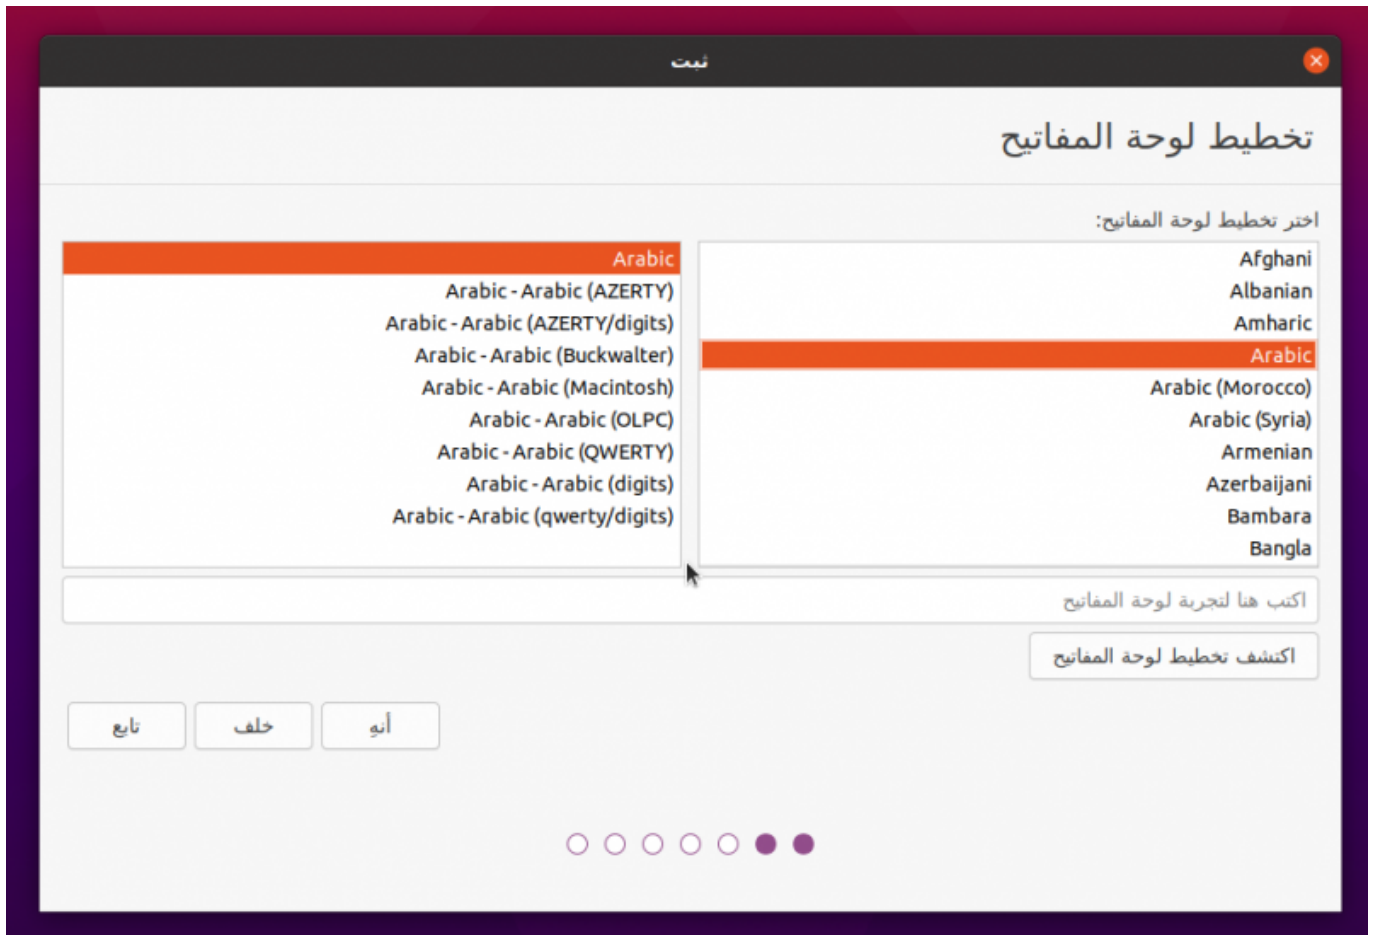 ثبت
تخطيط لوحة المفاتيح
اختر تخطيط لوحة المفاتيح:
Afghani
Albanian
Amharic
Arabic
Arabic (Morocco)
Arabic (Syria)
Armenian
Azerbaijani
Bambara
Bangla
Arabic
Arabic - Arabic (AZERTY)
Arabic - Arabic (AZERTY/digits)
Arabic - Arabic (Buckwalter)
Arabic - Arabic (Macintosh)
Arabic - Arabic (OLPC)
Arabic - Arabic (QWERTY)
Arabic - Arabic (digits)
Arabic - Arabic (qwerty/digits)
اكتب هنا لتجربة لوحة المفاتيح
اكتشف تخطيط لوحة المفاتيح
أنهِ خلف تابع